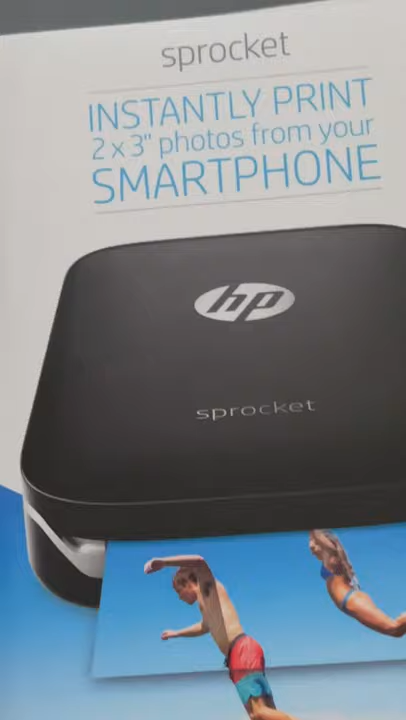 sprocket
INSTANTLY PRINT
2 x 3" photos from your
SMARTPHONE
hp
sprocket